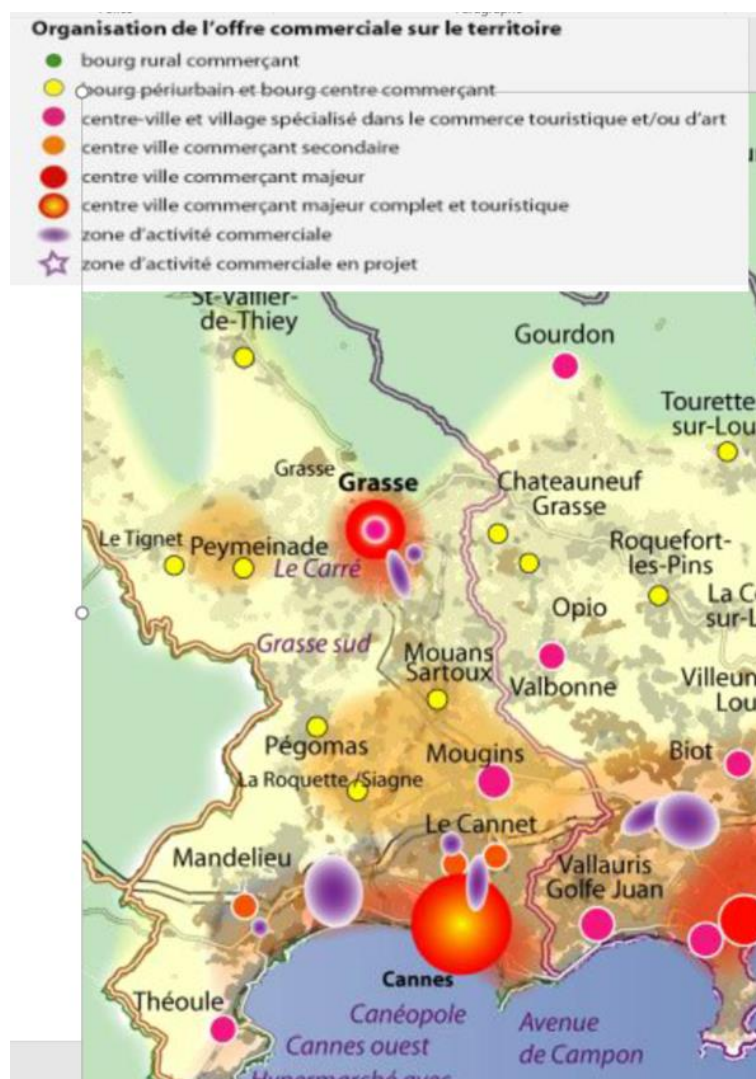 Organisation de l'offre commerciale sur le territoire
bourg rural commerçant
bourg périurbain et bourg centre commerçant
centre-ville et village spécialisé dans le commerce touristique et/ou d'art
centre ville commerçant secondaire
centre ville commerçant majeur
centre ville commerçant majeur complet et touristique
zone d'activité commerciale
zone d'activité commerciale en projet
St-Vallier-
de-Thiey
Gourdon
Tourette
sur-Lou
Grasse
Grasse
Chateauneuf
Grasse
Le Tignet
Peymeinade
Le Carré
Roquefort-
les-Pins
Opio
La C
sur-L
Grasse sud
Mouans
Sartoux
Valbonne
Villeun
Lou
Pégomas
Mougins
Biot
La Roquette /Siagne
Le Cannet
Mandelieu
Vallauris
Golfe Juan
Cannes
Théoule
Canéopole
Cannes ouest
Avenue
de Campon
Hypermarché avec